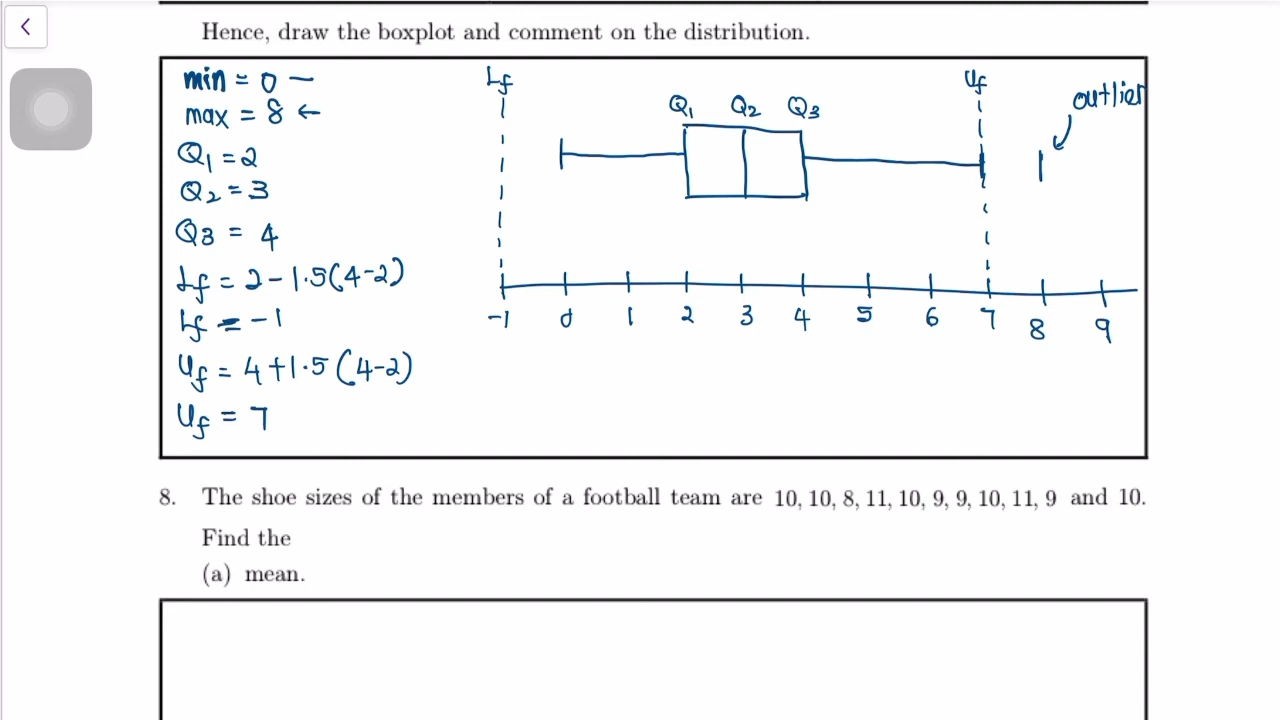 Hence, draw the boxplot and comment on the distribution.
min = 0 —
max = 8 ←
Q1 = 2
Q2 = 3
Q3 = 4
Lf = 2 - 1.5(4-2)
Lf = -1
Uf = 4 + 1.5(4-2)
Uf = 7
Lf
Uf
outlier
Q1 Q2 Q3
-1 0 1 2 3 4 5 6 7 8 9
8. The shoe sizes of the members of a football team are 10, 10, 8, 11, 10, 9, 9, 10, 11, 9 and 10.
Find the
(a) mean.